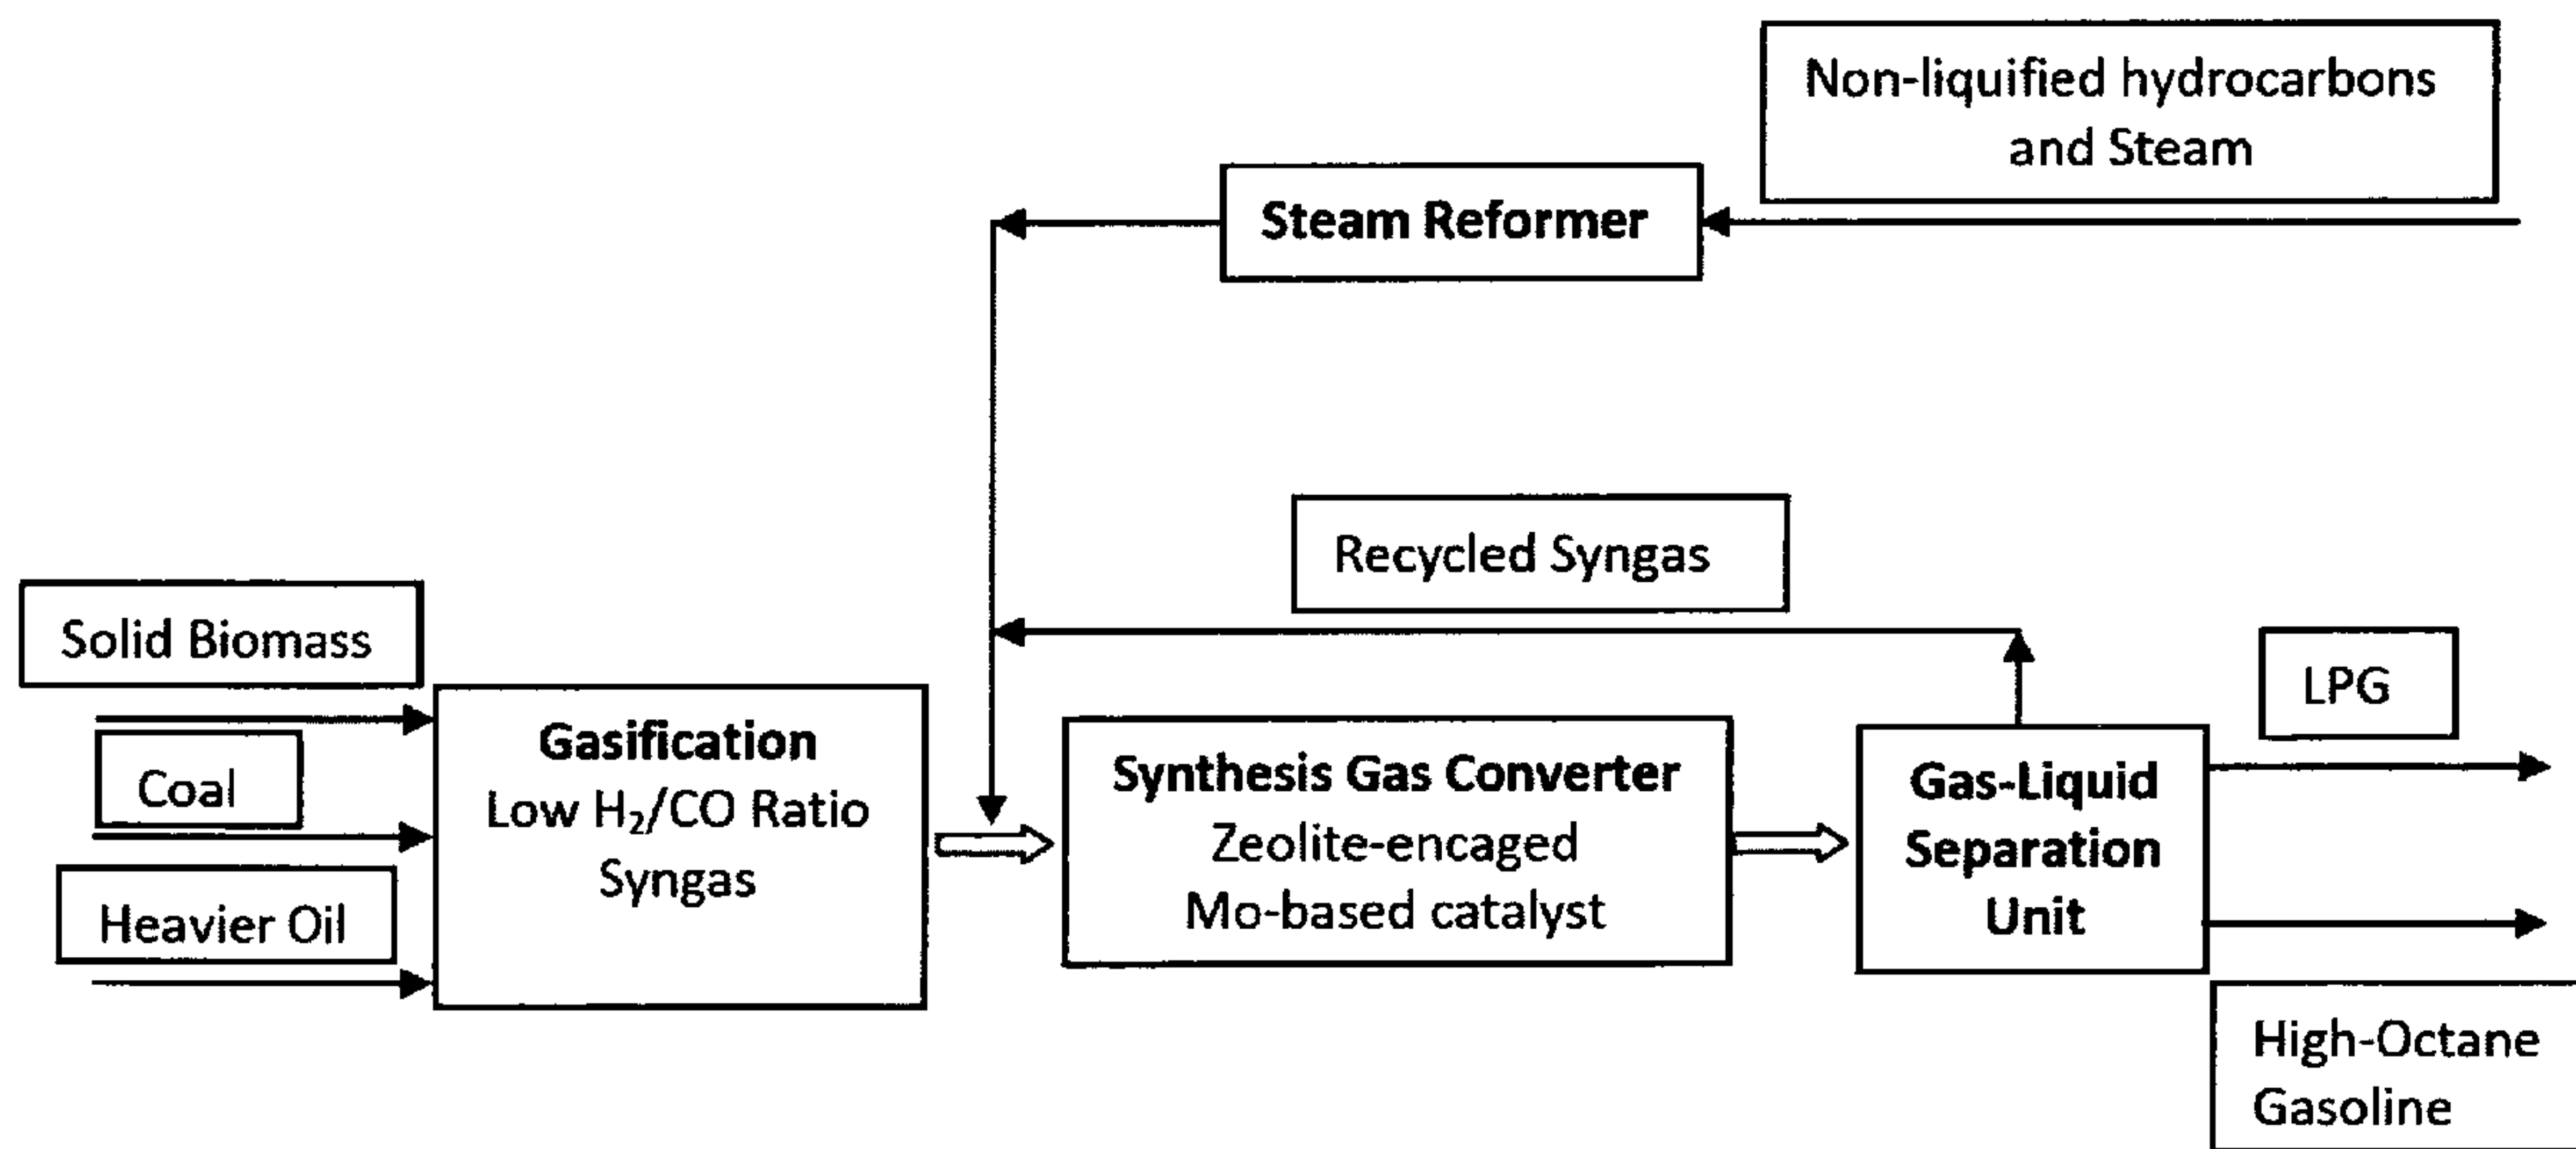 Non-liquified hydrocarbons
and Steam
Steam Reformer
Recycled Syngas
Solid Biomass
Coal
Heavier Oil
Gasification
Low H₂/CO Ratio
Syngas
Synthesis Gas Converter
Zeolite-encaged
Mo-based catalyst
Gas-Liquid
Separation
Unit
LPG
High-Octane
Gasoline